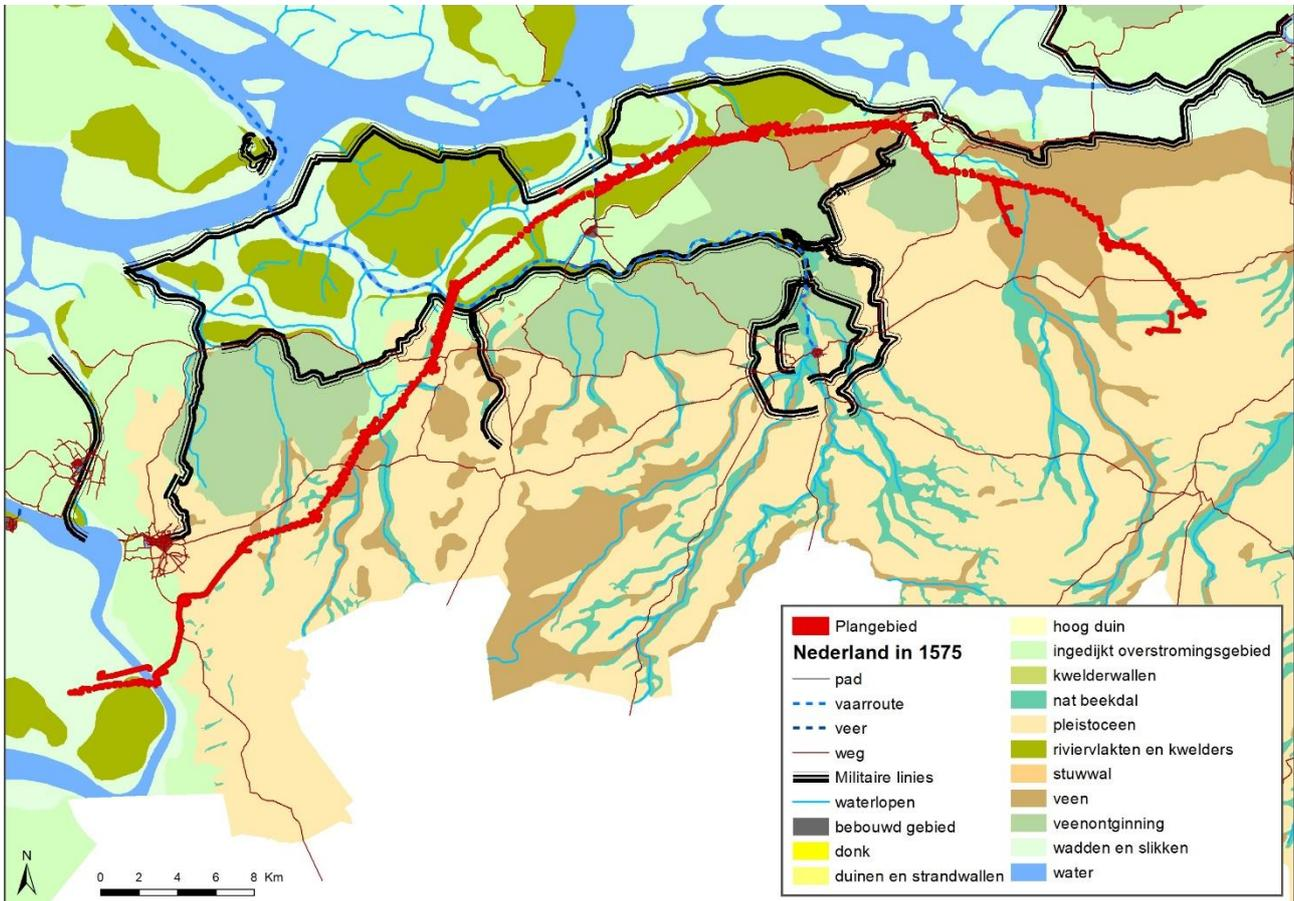 Plangebied
Nederland in 1575
pad
vaarroute
veer
weg
Militaire linies
waterlopen
bebouwd gebied
donk
duinen en strandwallen
hoog duin
ingedijkt overstromingsgebied
kwelderwallen
nat beekdal
pleistoceen
riviervlakten en kwelders
stuwwal
veen
veenontginning
wadden en slikken
water
N
0 2 4 6 8 Km